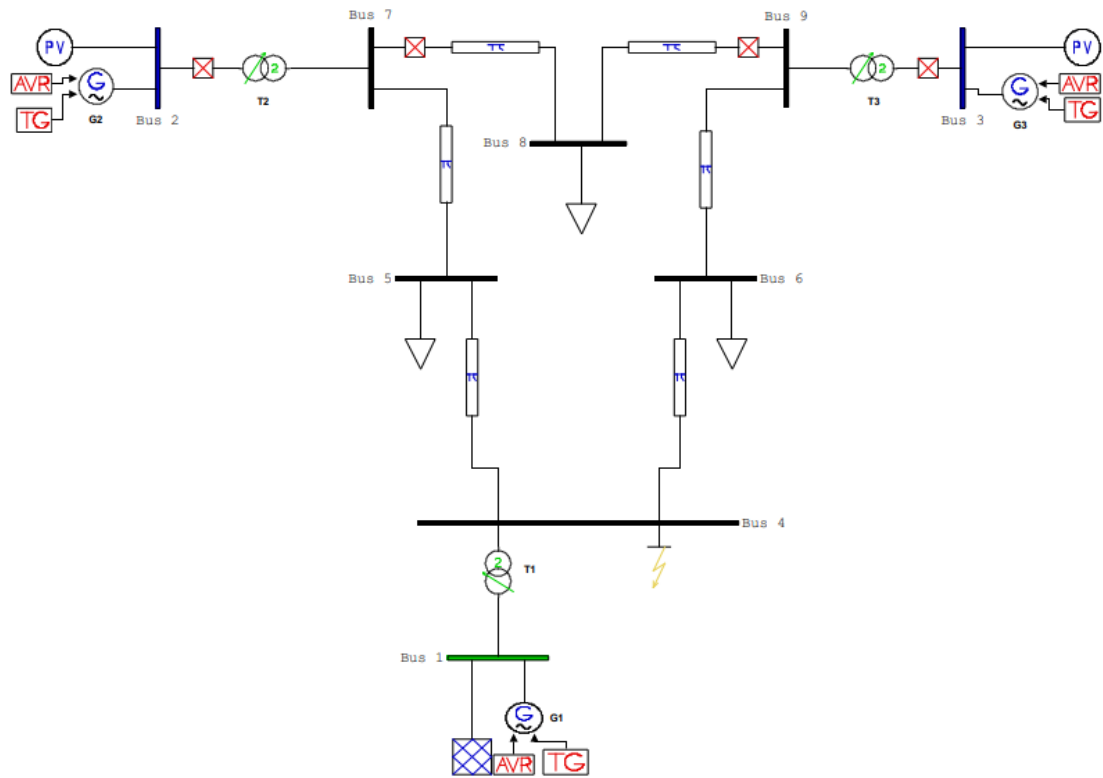 Bus 7
Bus 9
PV
PV
AVR
G
2
2
G
AVR
TG
G2
Bus 2
T2
T3
Bus 3
G3
TG
π
π
Bus 8
π
π
Bus 5
Bus 6
π
π
Bus 4
2
T1
Bus 1
G
G1
AVR
TG